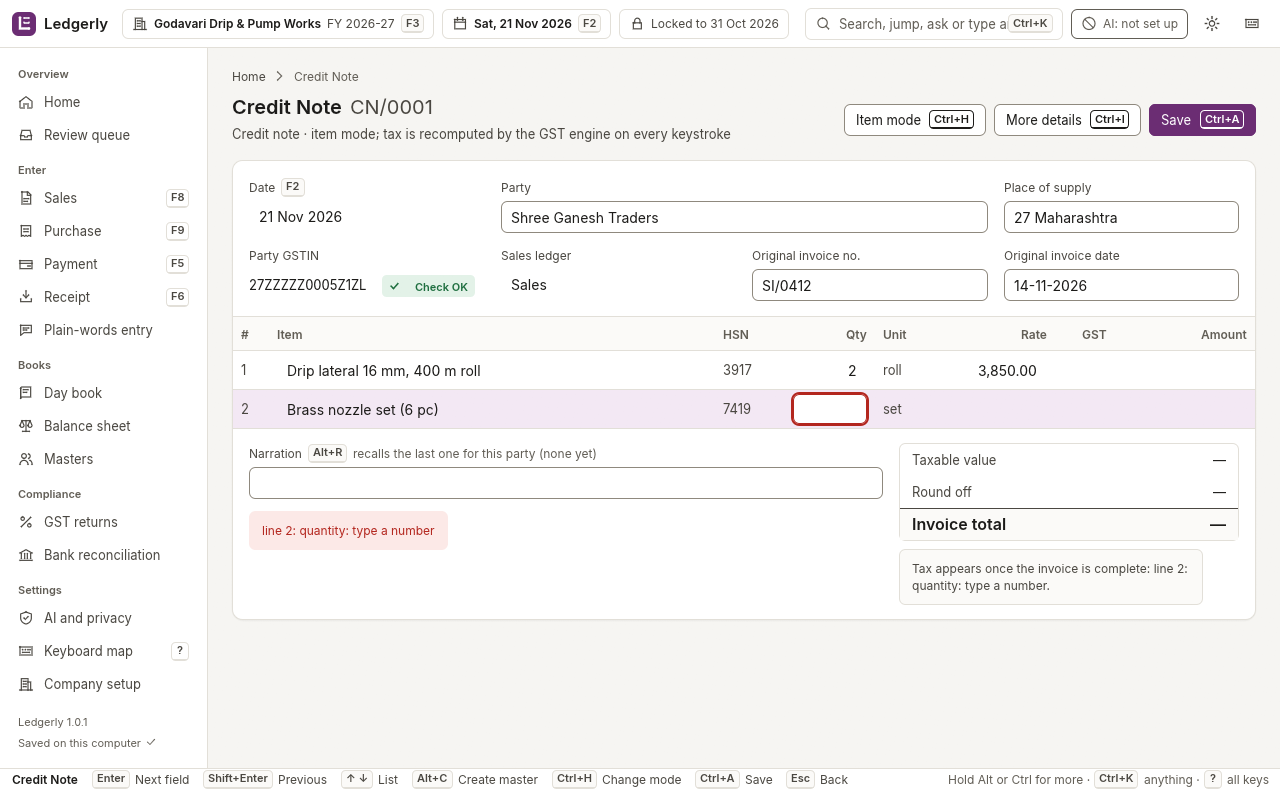 Ledgerly
Godavari Drip & Pump Works FY 2026-27 F3
Sat, 21 Nov 2026 F2
Locked to 31 Oct 2026
Search, jump, ask or type a Ctrl+K
AI: not set up
Overview
Home
Review queue
Enter
Sales F8
Purchase F9
Payment F5
Receipt F6
Plain-words entry
Books
Day book
Balance sheet
Masters
Compliance
GST returns
Bank reconciliation
Settings
AI and privacy
Keyboard map ?
Company setup
Ledgerly 1.0.1
Saved on this computer
Home > Credit Note
Credit Note CN/0001
Credit note · item mode; tax is recomputed by the GST engine on every keystroke
Item mode Ctrl+H
More details Ctrl+I
Save Ctrl+A
Date F2
21 Nov 2026
Party
Shree Ganesh Traders
Place of supply
27 Maharashtra
Party GSTIN
27ZZZZZ0005Z1ZL Check OK
Sales ledger
Sales
Original invoice no.
SI/0412
Original invoice date
14-11-2026
# Item HSN Qty Unit Rate GST Amount
1 Drip lateral 16 mm, 400 m roll 3917 2 roll 3,850.00
2 Brass nozzle set (6 pc) 7419 set
Narration Alt+R recalls the last one for this party (none yet)
line 2: quantity: type a number
Taxable value —
Round off —
Invoice total —
Tax appears once the invoice is complete: line 2:
quantity: type a number.
Credit Note Enter Next field Shift+Enter Previous ↑ ↓ List Alt+C Create master Ctrl+H Change mode Ctrl+A Save Esc Back
Hold Alt or Ctrl for more · Ctrl+K anything · ? all keys